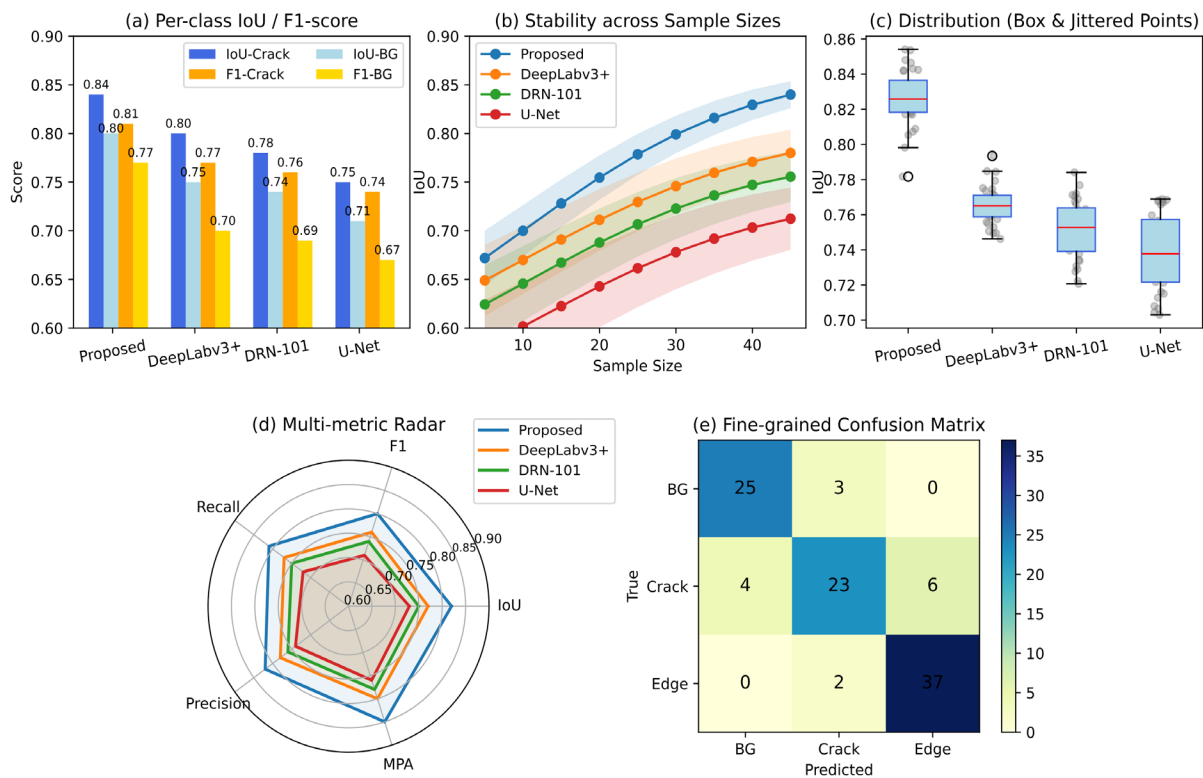 (a) Per-class IoU / F1-score
0.90
0.85
0.80
0.75
0.70
0.65
0.60
Score
IoU-Crack
F1-Crack
IoU-BG
F1-BG
0.84
0.80
0.81
0.77
0.80
0.75
0.77
0.70
0.78
0.74
0.76
0.69
0.75
0.71
0.74
0.67
Proposed
DeepLabv3+
DRN-101
U-Net
(b) Stability across Sample Sizes
0.90
0.85
0.80
0.75
0.70
0.65
0.60
IoU
Proposed
DeepLabv3+
DRN-101
U-Net
10
20
30
40
Sample Size
(c) Distribution (Box & Jittered Points)
0.86
0.84
0.82
0.80
0.78
0.76
0.74
0.72
0.70
IoU
Proposed
DeepLabv3+
DRN-101
U-Net
(d) Multi-metric Radar
Proposed
DeepLabv3+
DRN-101
U-Net
F1
Recall
IoU
Precision
MPA
0.60
0.65
0.70
0.75
0.80
0.85
0.90
(e) Fine-grained Confusion Matrix
True
BG
Crack
Edge
25
3
0
4
23
6
0
2
37
BG
Crack
Edge
Predicted
35
30
25
20
15
10
5
0